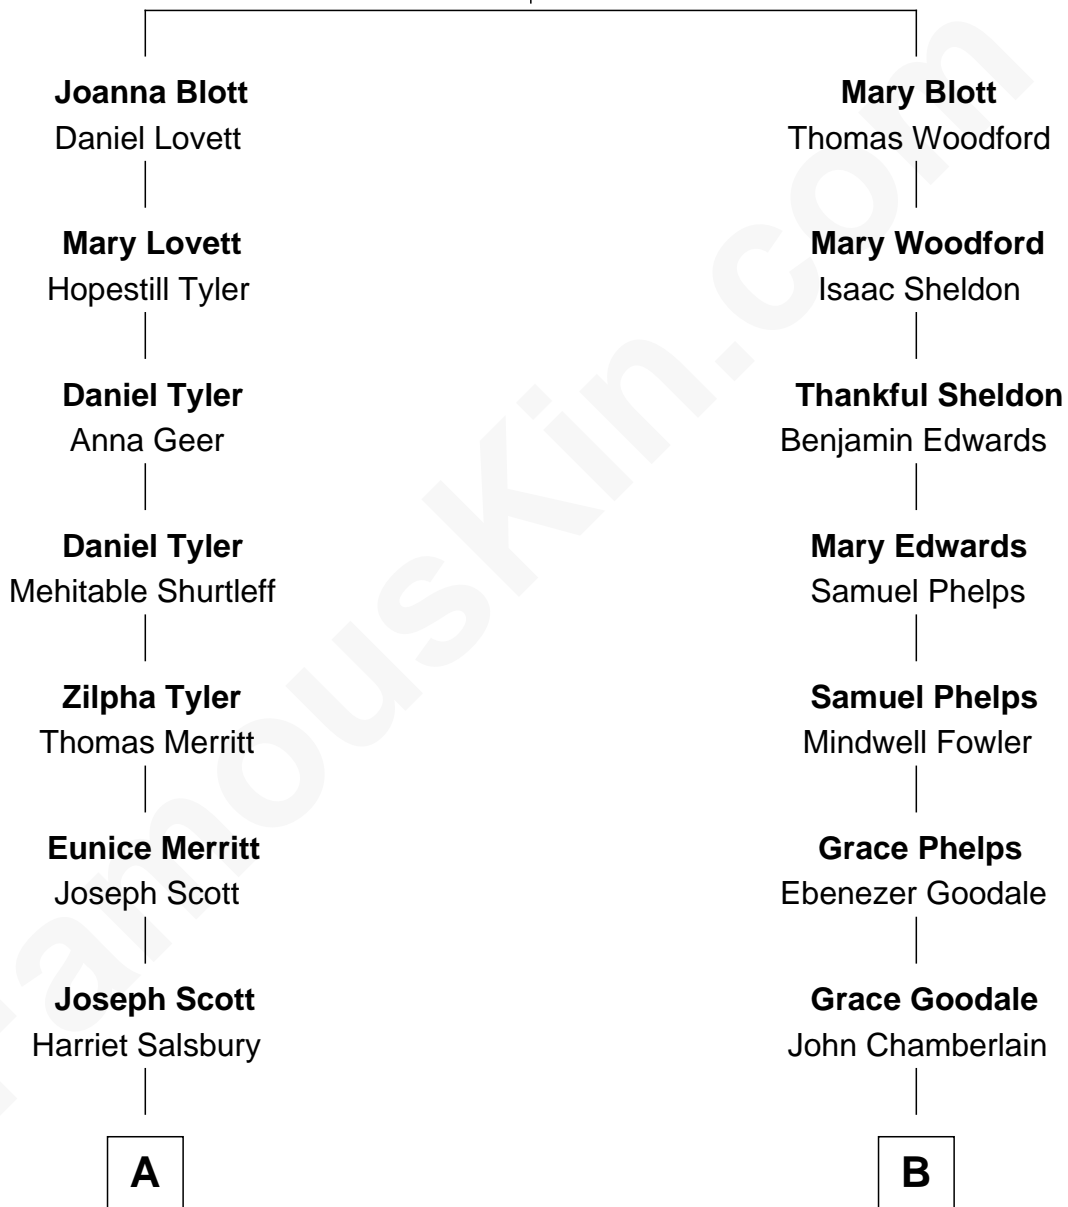 Joanna Blott
Daniel Lovett
Mary Lovett
Hopestill Tyler
Daniel Tyler
Anna Geer
Daniel Tyler
Mehitable Shurtleff
Zilpha Tyler
Thomas Merritt
Eunice Merritt
Joseph Scott
Joseph Scott
Harriet Salsbury
A
Mary Blott
Thomas Woodford
Mary Woodford
Isaac Sheldon
Thankful Sheldon
Benjamin Edwards
Mary Edwards
Samuel Phelps
Samuel Phelps
Mindwell Fowler
Grace Phelps
Ebenezer Goodale
Grace Goodale
John Chamberlain
B
FamousKin.com